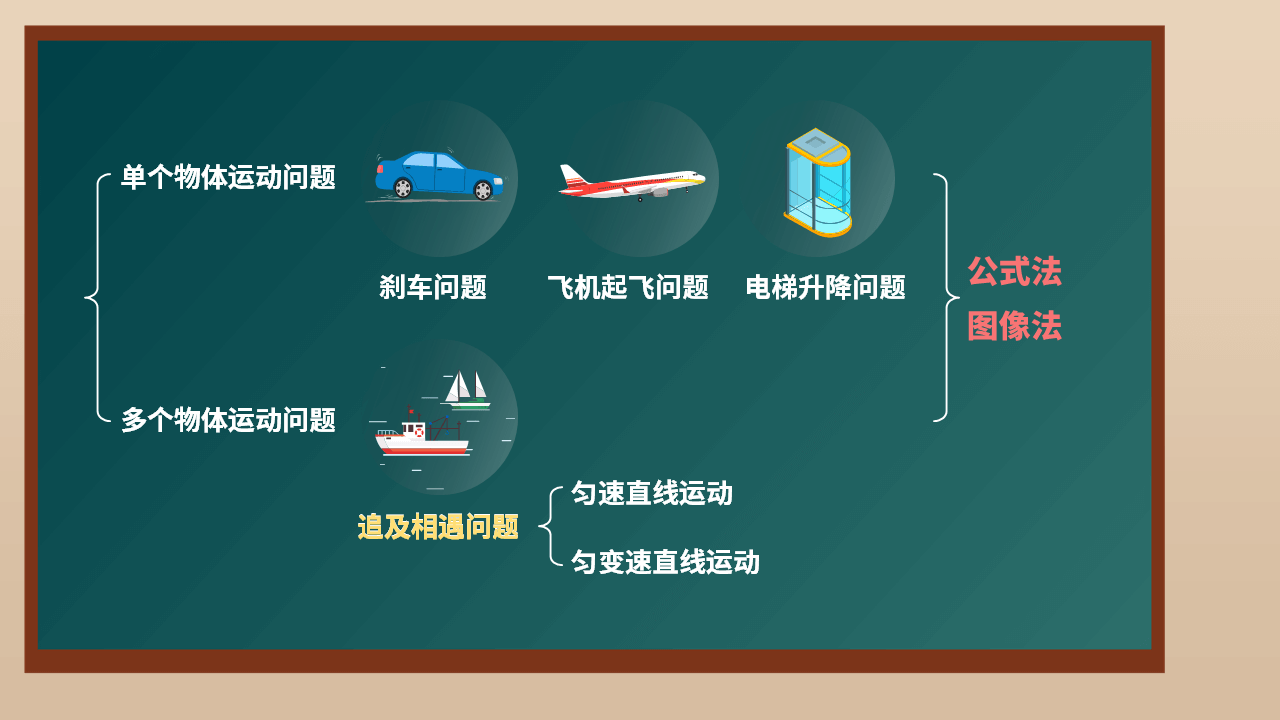 单个物体运动问题
刹车问题
飞机起飞问题
电梯升降问题
公式法
图像法
多个物体运动问题
追及相遇问题
匀速直线运动
匀变速直线运动